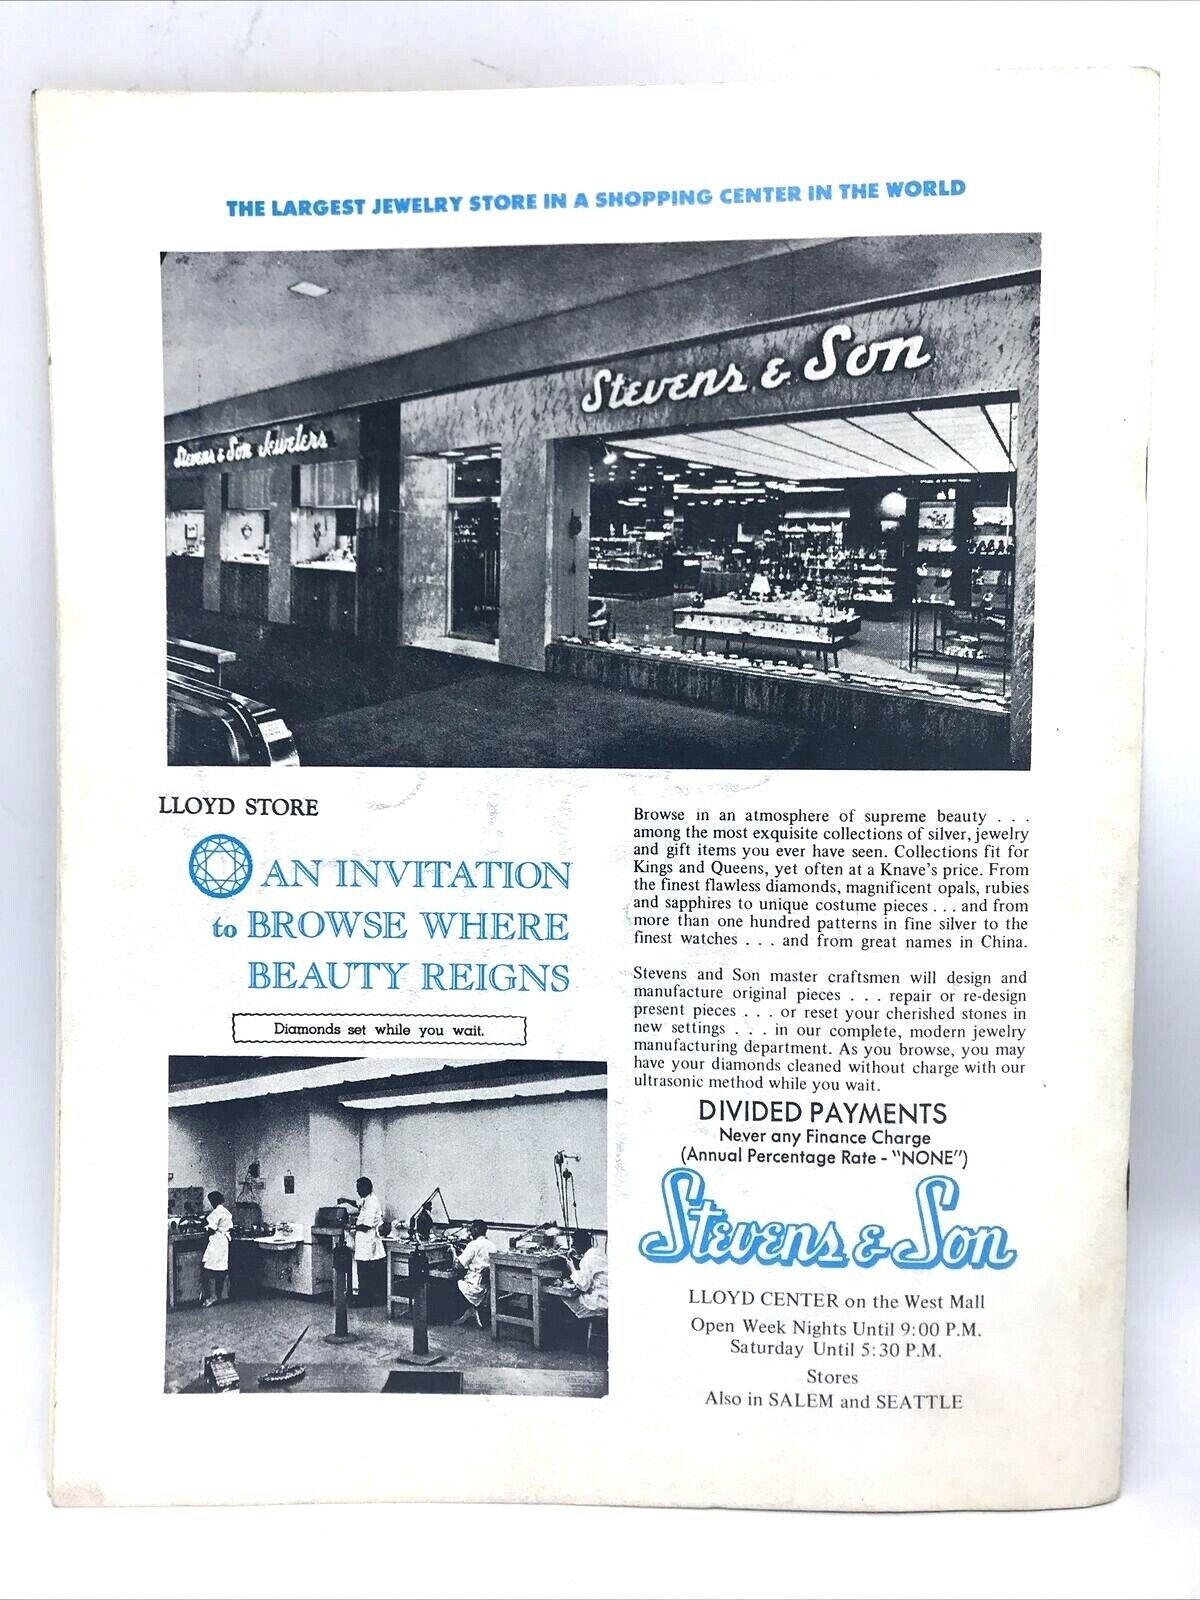 THE LARGEST JEWELRY STORE IN A SHOPPING CENTER IN THE WORLD
Stevens & Son
Stevens & Son Jewelers
LLOYD STORE
AN INVITATION
to BROWSE WHERE
BEAUTY REIGNS
Diamonds set while you wait.
Browse in an atmosphere of supreme beauty . . .
among the most exquisite collections of silver, jewelry
and gift items you ever have seen. Collections fit for
Kings and Queens, yet often at a Knave's price. From
the finest flawless diamonds, magnificent opals, rubies
and sapphires to unique costume pieces . . . and from
more than one hundred patterns in fine silver to the
finest watches . . . and from great names in China.
Stevens and Son master craftsmen will design and
manufacture original pieces . . . repair or re-design
present pieces . . . or reset your cherished stones in
new settings . . . in our complete, modern jewelry
manufacturing department. As you browse, you may
have your diamonds cleaned without charge with our
ultrasonic method while you wait.
DIVIDED PAYMENTS
Never any Finance Charge
(Annual Percentage Rate - "NONE")
Stevens & Son
LLOYD CENTER on the West Mall
Open Week Nights Until 9:00 P.M.
Saturday Until 5:30 P.M.
Stores
Also in SALEM and SEATTLE